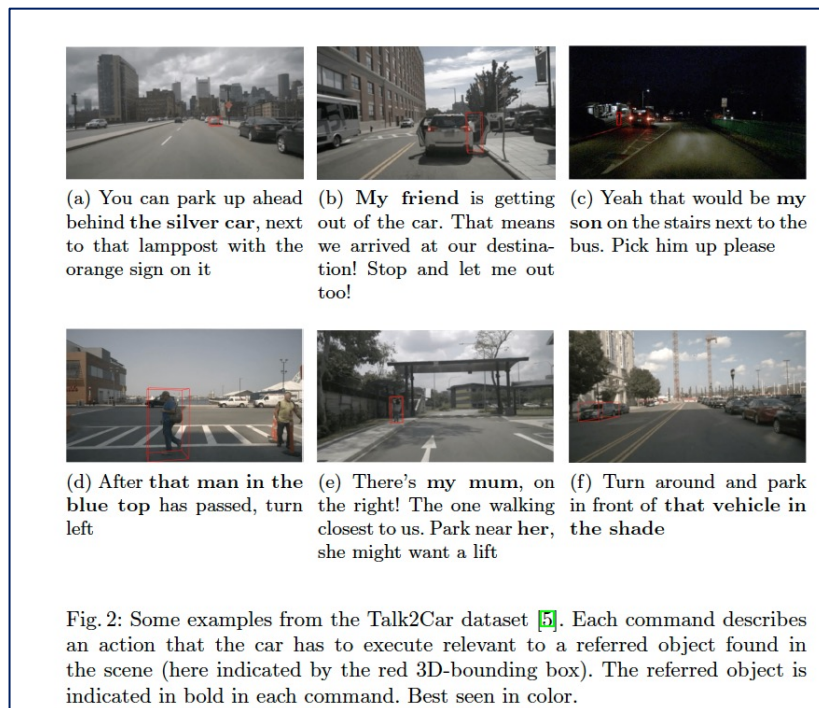 (a) You can park up ahead
behind the silver car, next
to that lamppost with the
orange sign on it
(b) My friend is getting
out of the car. That means
we arrived at our destina-
tion! Stop and let me out
too!
(c) Yeah that would be my
son on the stairs next to the
bus. Pick him up please
(d) After that man in the
blue top has passed, turn
left
(e) There's my mum, on
the right! The one walking
closest to us. Park near her,
she might want a lift
(f) Turn around and park
in front of that vehicle in
the shade
Fig. 2: Some examples from the Talk2Car dataset [5]. Each command describes
an action that the car has to execute relevant to a referred object found in
the scene (here indicated by the red 3D-bounding box). The referred object is
indicated in bold in each command. Best seen in color.